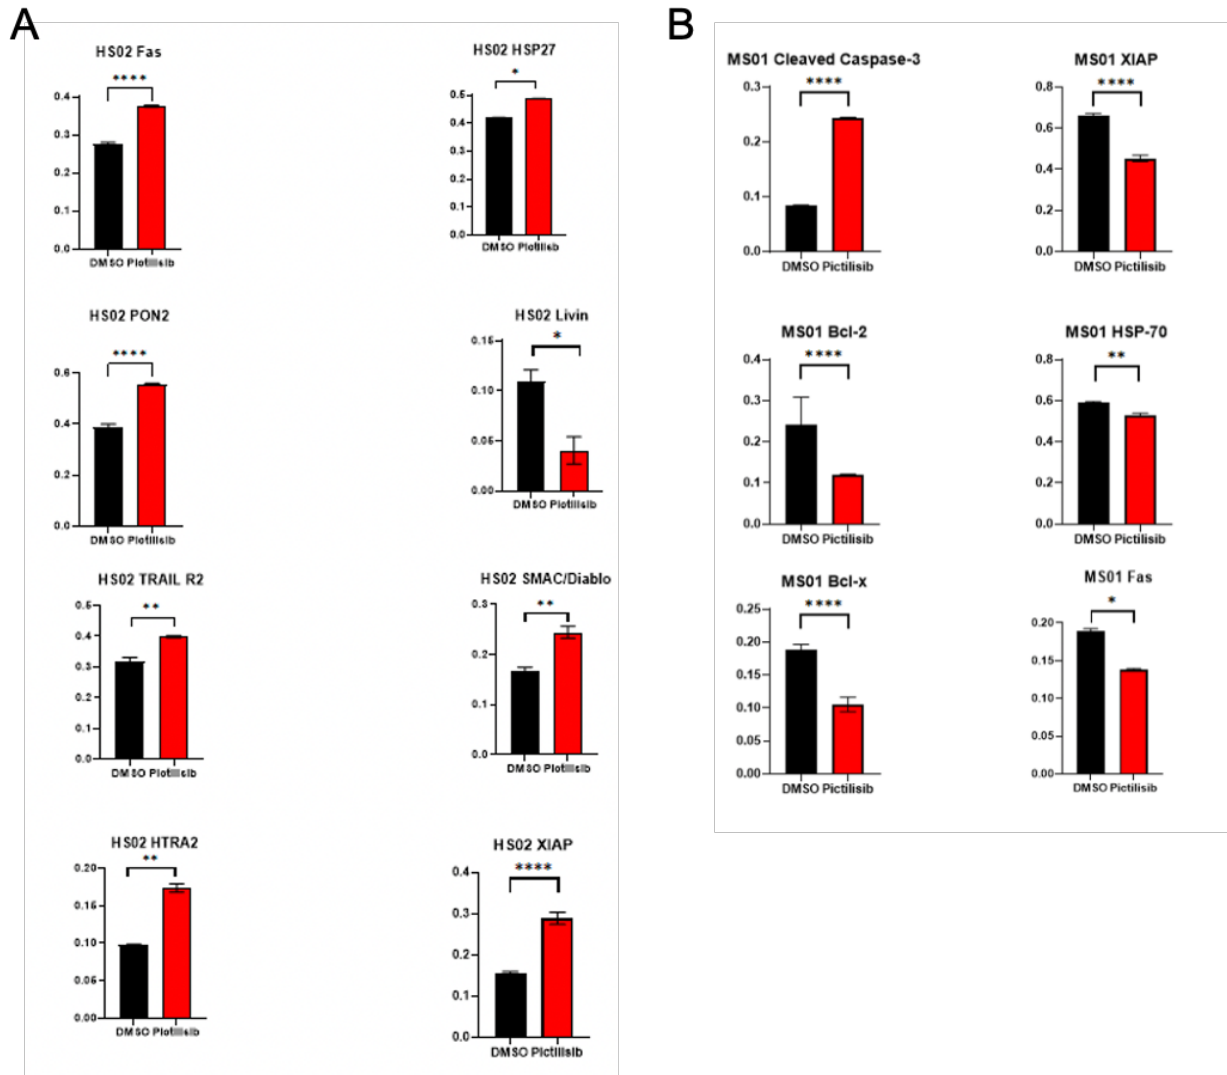 A
HS02 Fas
****
0.4
0.3
0.2
0.1
0.0
DMSO Pictilisib
HS02 HSP27
*
0.5
0.4
0.3
0.2
0.1
0.0
DMSO Pictilisib
HS02 PON2
****
0.6
0.4
0.2
0.0
DMSO Pictilisib
HS02 Livin
*
0.15
0.10
0.05
0.00
DMSO Pictilisib
HS02 TRAIL R2
**
0.5
0.4
0.3
0.2
0.1
0.0
DMSO Pictilisib
HS02 SMAC/Diablo
**
0.3
0.2
0.1
0.0
DMSO Pictilisib
HS02 HTRA2
**
0.20
0.15
0.10
0.05
0.00
DMSO Pictilisib
HS02 XIAP
****
0.4
0.3
0.2
0.1
0.0
DMSO Pictilisib
B
MS01 Cleaved Caspase-3
****
0.3
0.2
0.1
0.0
DMSO Pictilisib
MS01 XIAP
****
0.8
0.6
0.4
0.2
0.0
DMSO Pictilisib
MS01 Bcl-2
****
0.4
0.3
0.2
0.1
0.0
DMSO Pictilisib
MS01 HSP-70
**
0.8
0.6
0.4
0.2
0.0
DMSO Pictilisib
MS01 Bcl-x
****
0.25
0.20
0.15
0.10
0.05
0.00
DMSO Pictilisib
MS01 Fas
*
0.20
0.15
0.10
0.05
0.00
DMSO Pictilisib